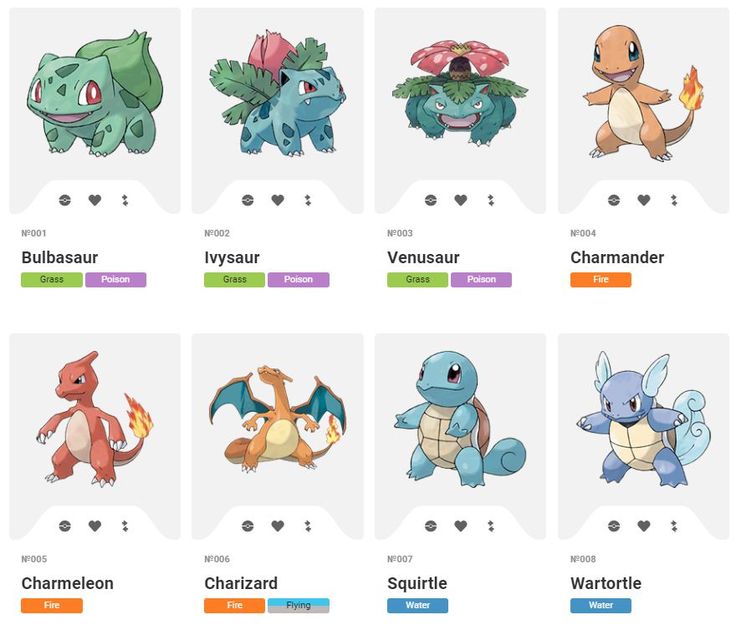 №001
Bulbasaur
Grass Poison
№002
Ivysaur
Grass Poison
№003
Venusaur
Grass Poison
№004
Charmander
Fire
№005
Charmeleon
Fire
№006
Charizard
Fire Flying
№007
Squirtle
Water
№008
Wartortle
Water